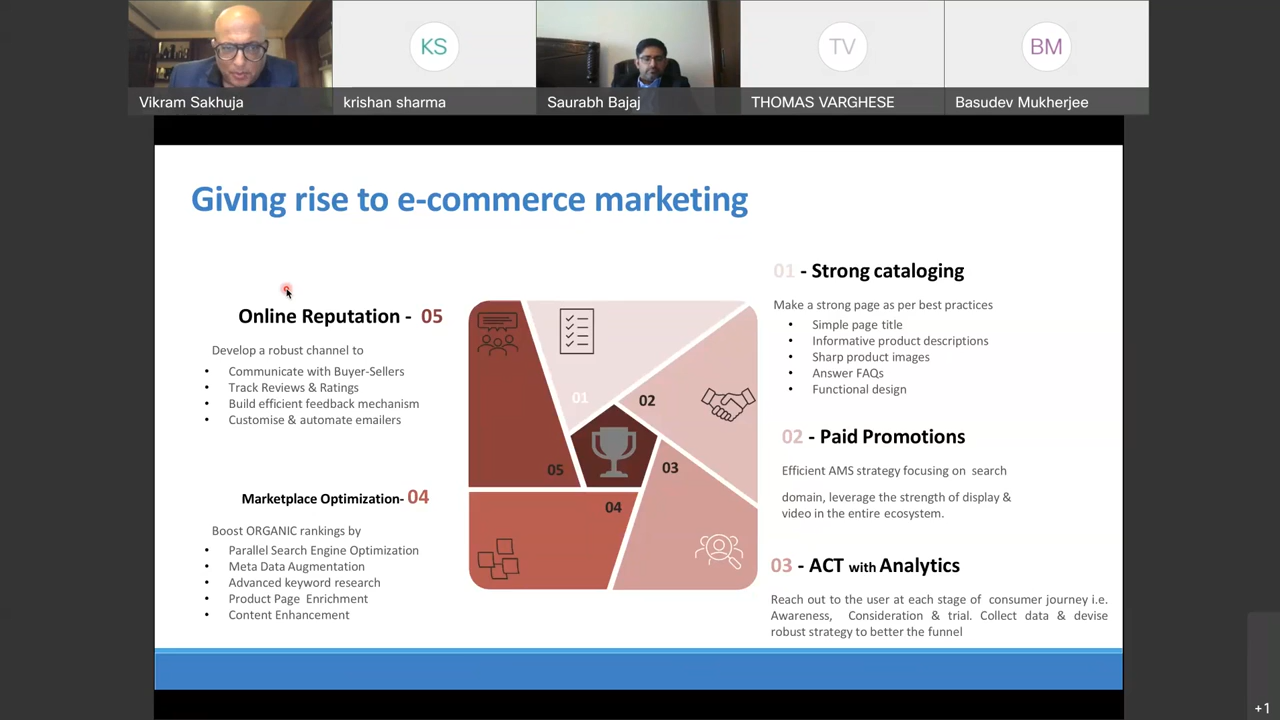 KS
TV
BM
Vikram Sakhuja
krishan sharma
Saurabh Bajaj
THOMAS VARGHESE
Basudev Mukherjee
Giving rise to e-commerce marketing
Online Reputation - 05
Develop a robust channel to
• Communicate with Buyer-Sellers
• Track Reviews & Ratings
• Build efficient feedback mechanism
• Customise & automate emailers
Marketplace Optimization- 04
Boost ORGANIC rankings by
• Parallel Search Engine Optimization
• Meta Data Augmentation
• Advanced keyword research
• Product Page Enrichment
• Content Enhancement
01
02
03
04
05
01 - Strong cataloging
Make a strong page as per best practices
• Simple page title
• Informative product descriptions
• Sharp product images
• Answer FAQs
• Functional design
02 - Paid Promotions
Efficient AMS strategy focusing on search
domain, leverage the strength of display &
video in the entire ecosystem.
03 - ACT with Analytics
Reach out to the user at each stage of consumer journey i.e.
Awareness, Consideration & trial. Collect data & devise
robust strategy to better the funnel
+1